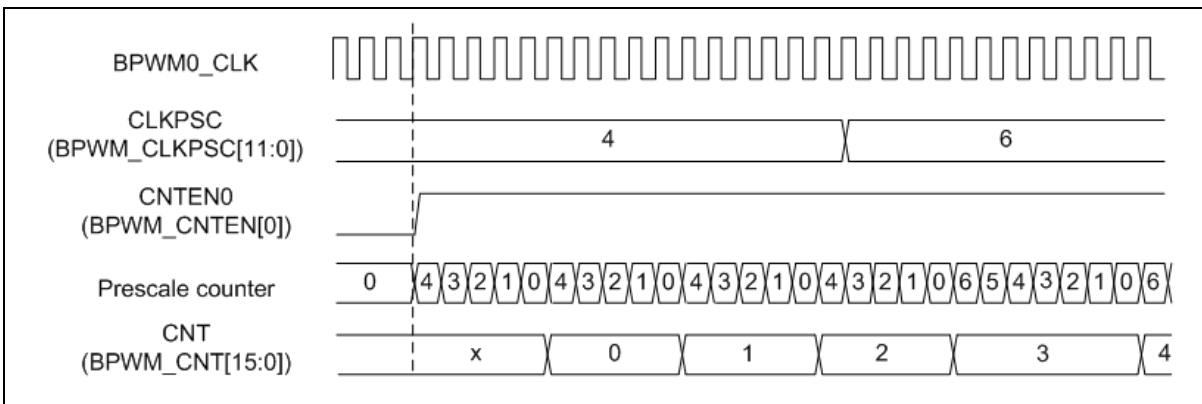 BPWM0_CLK
CLKPSC
(BPWM_CLKPSC[11:0])
4 6
CNTEN0
(BPWM_CNTEN[0])
Prescale counter
0 4 3 2 1 0 4 3 2 1 0 4 3 2 1 0 4 3 2 1 0 6 5 4 3 2 1 0 6
CNT
(BPWM_CNT[15:0])
x 0 1 2 3 4